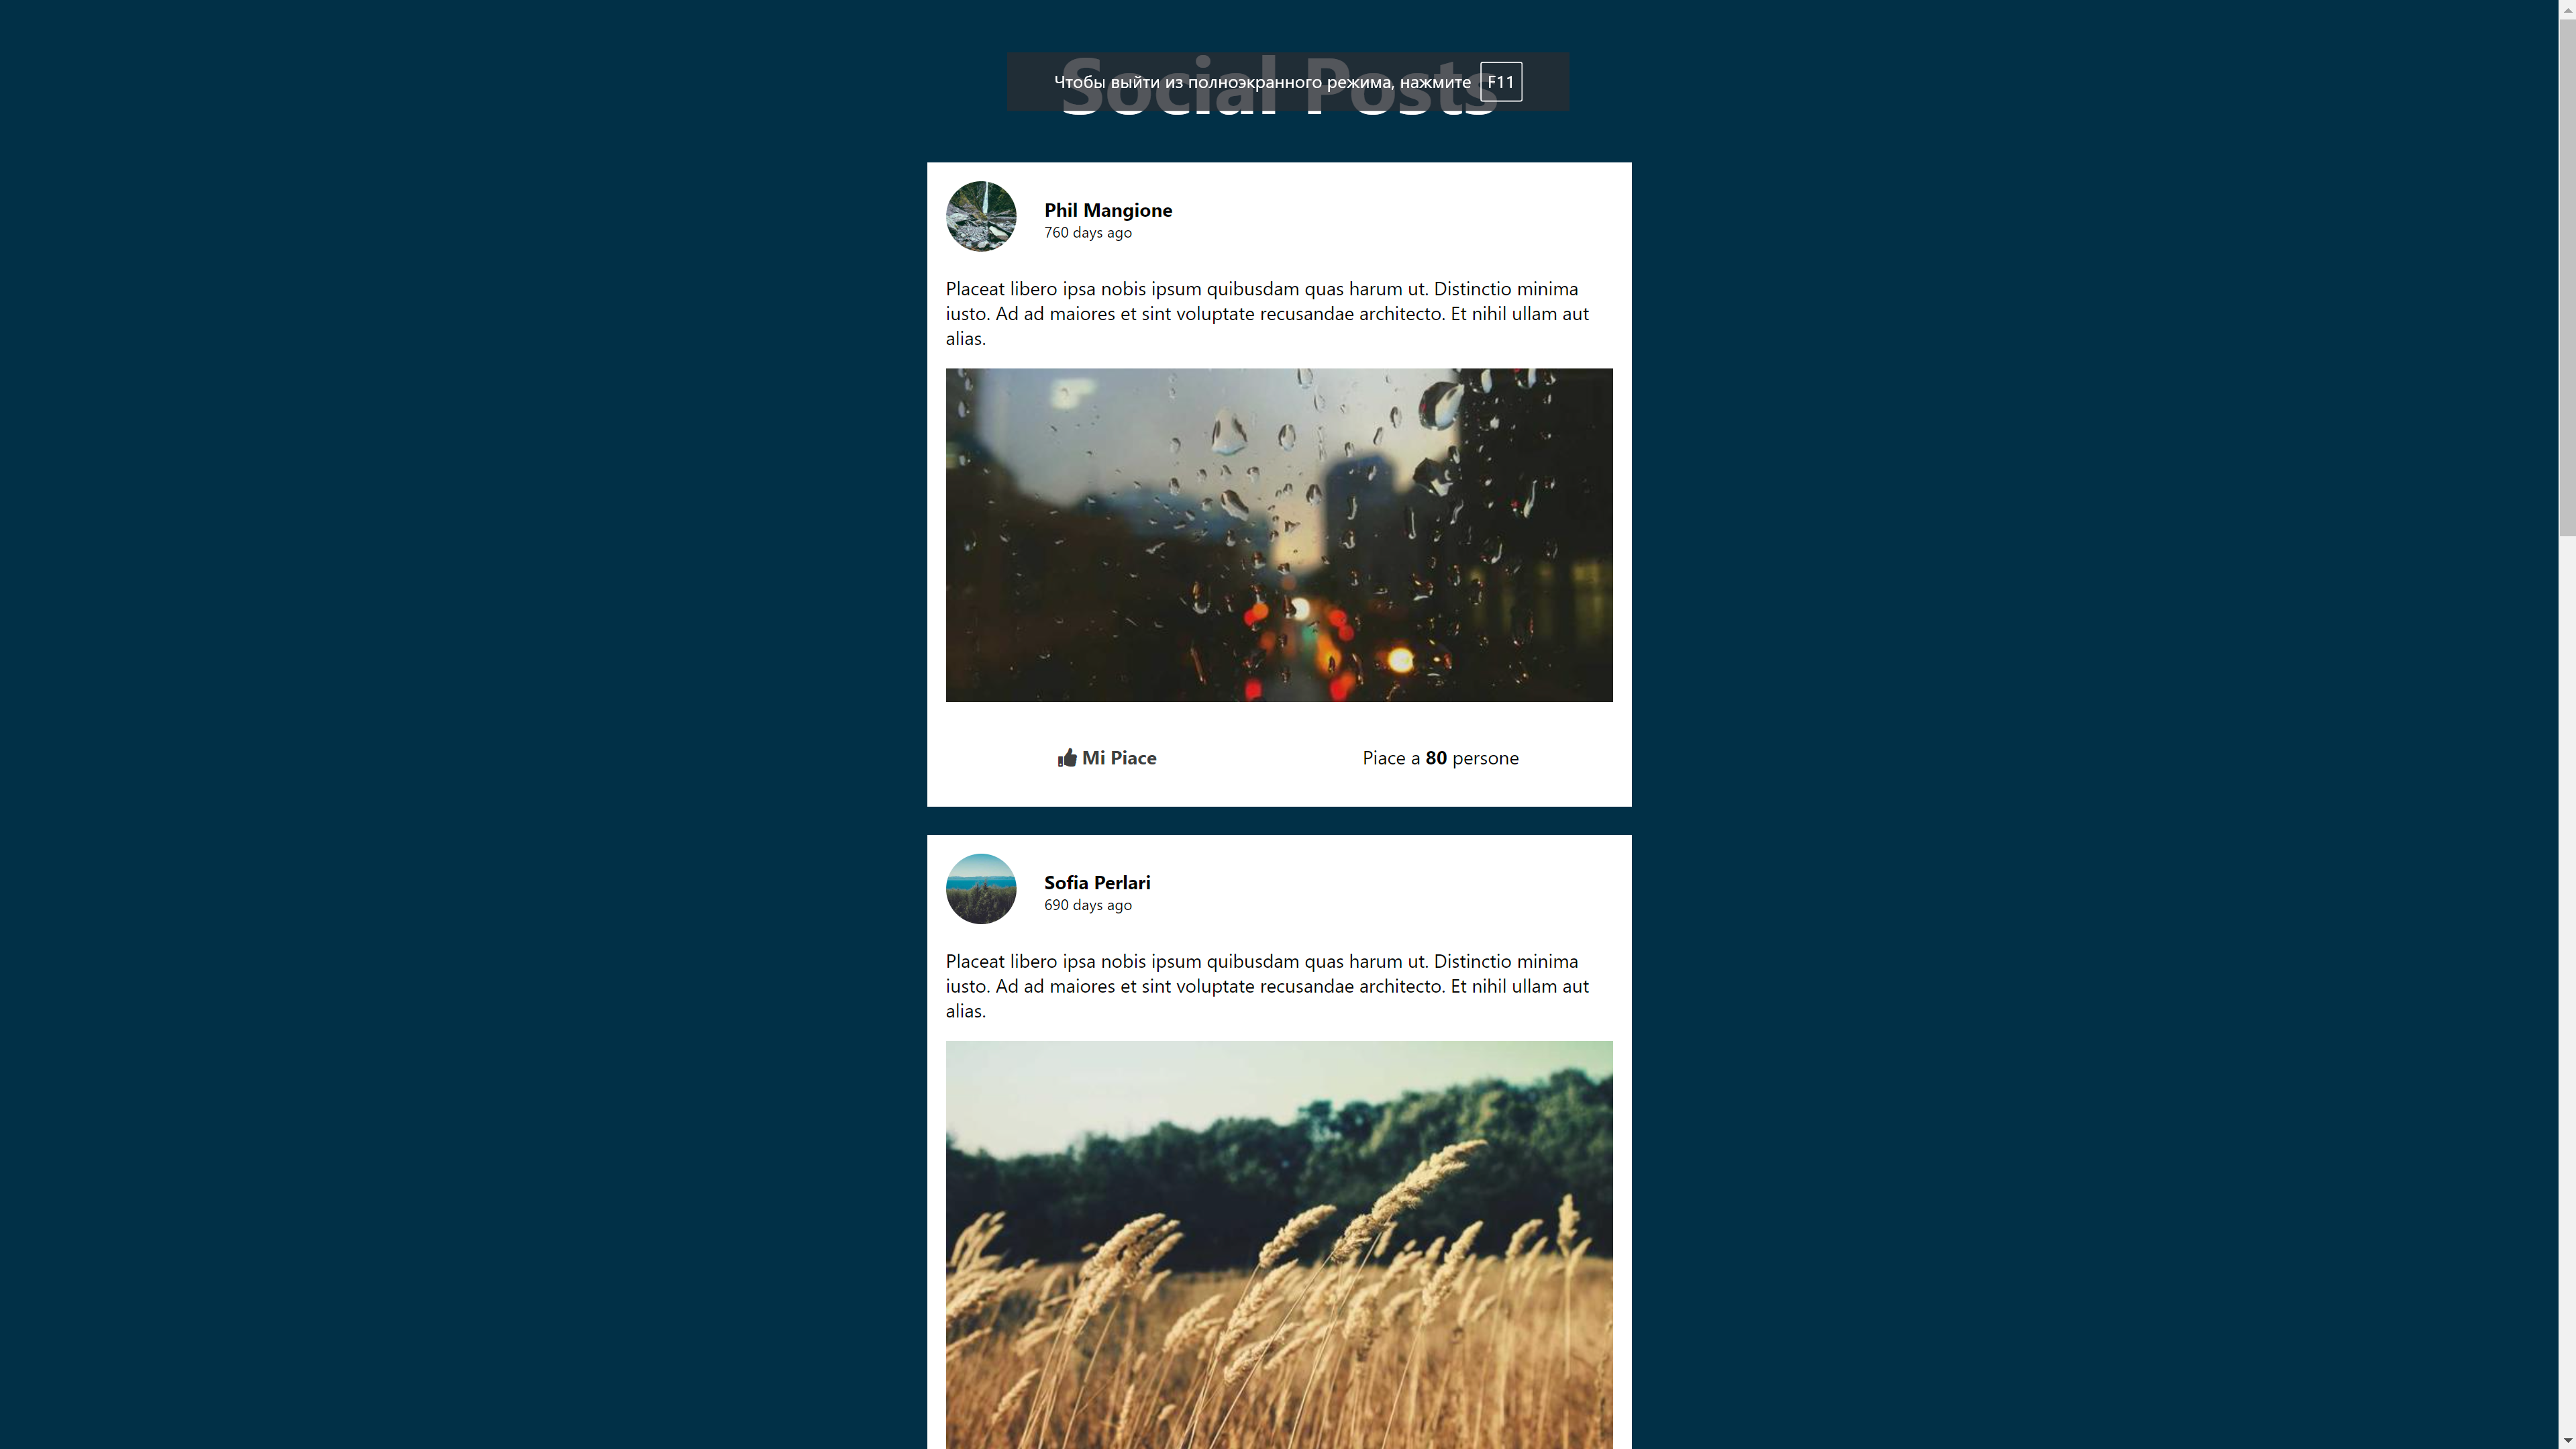 Social Posts
Чтобы выйти из полноэкранного режима, нажмите F11
Phil Mangione
760 days ago
Placeat libero ipsa nobis ipsum quibusdam quas harum ut. Distinctio minima
iusto. Ad ad maiores et sint voluptate recusandae architecto. Et nihil ullam aut
alias.
Mi Piace
Piace a 80 persone
Sofia Perlari
690 days ago
Placeat libero ipsa nobis ipsum quibusdam quas harum ut. Distinctio minima
iusto. Ad ad maiores et sint voluptate recusandae architecto. Et nihil ullam aut
alias.